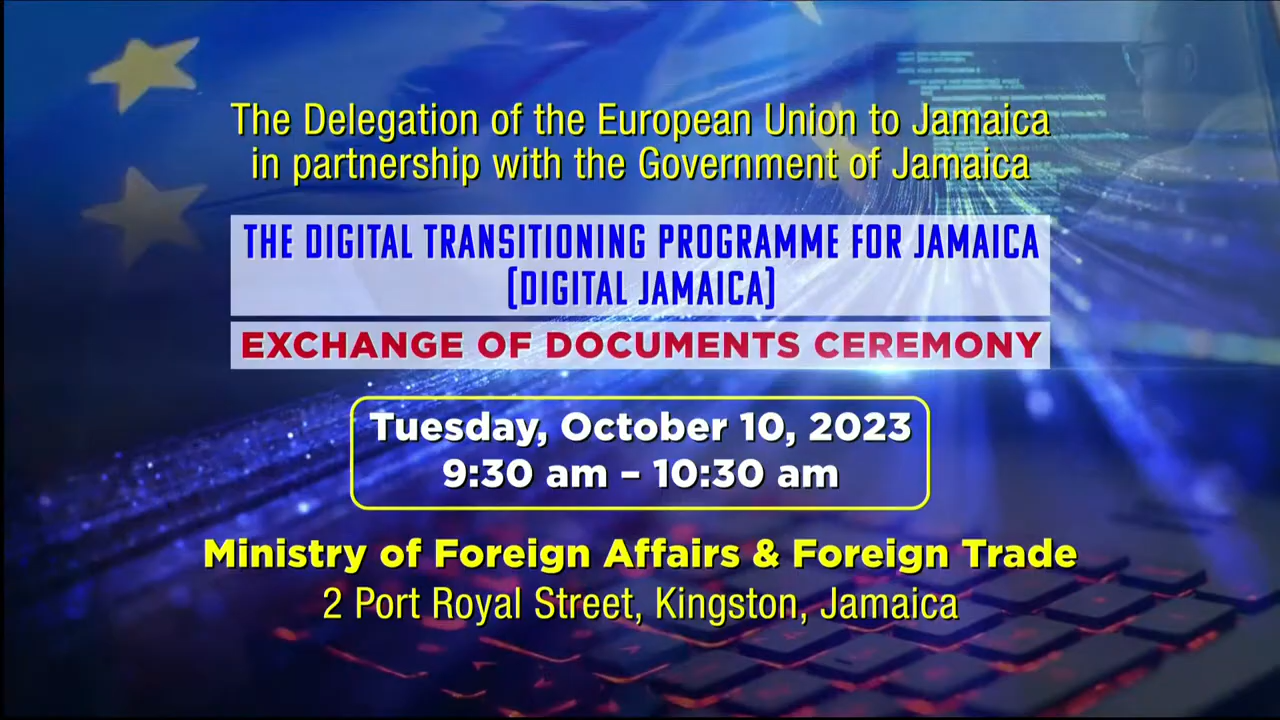 The Delegation of the European Union to Jamaica
in partnership with the Government of Jamaica
THE DIGITAL TRANSITIONING PROGRAMME FOR JAMAICA
(DIGITAL JAMAICA)
EXCHANGE OF DOCUMENTS CEREMONY
Tuesday, October 10, 2023
9:30 am – 10:30 am
Ministry of Foreign Affairs & Foreign Trade
2 Port Royal Street, Kingston, Jamaica